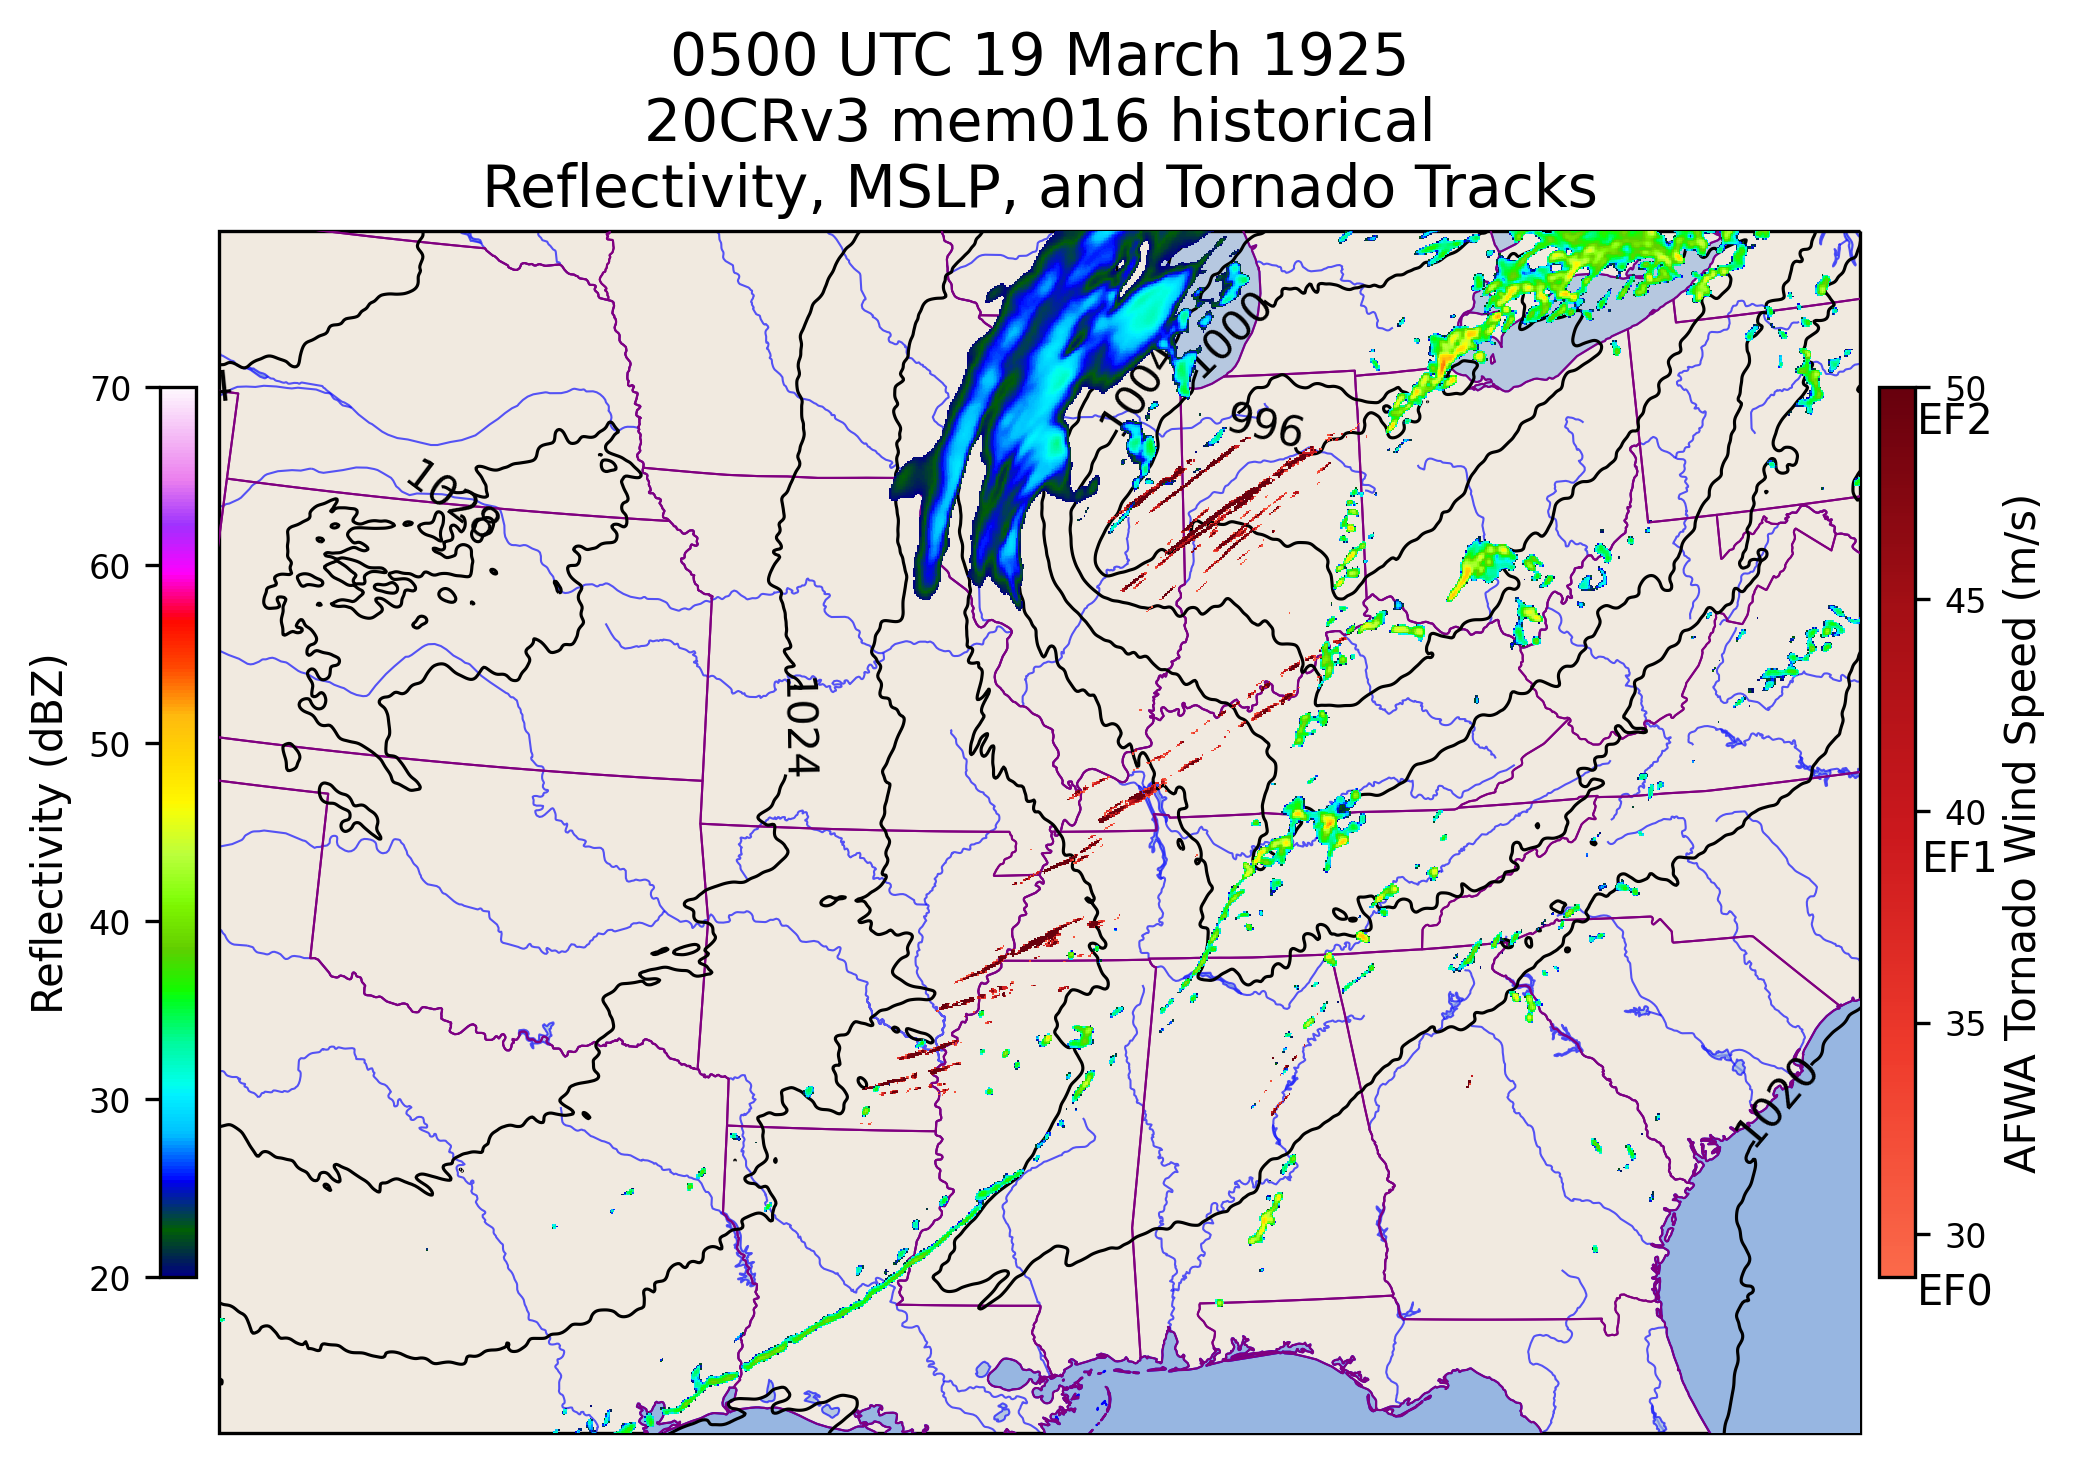 0500 UTC 19 March 1925
20CRv3 mem016 historical
Reflectivity, MSLP, and Tornado Tracks
Reflectivity (dBZ)
70
60
50
40
30
20
1028
1024
1004
1000
996
1020
50
EF2
45
40
EF1
35
30
EF0
AFWA Tornado Wind Speed (m/s)